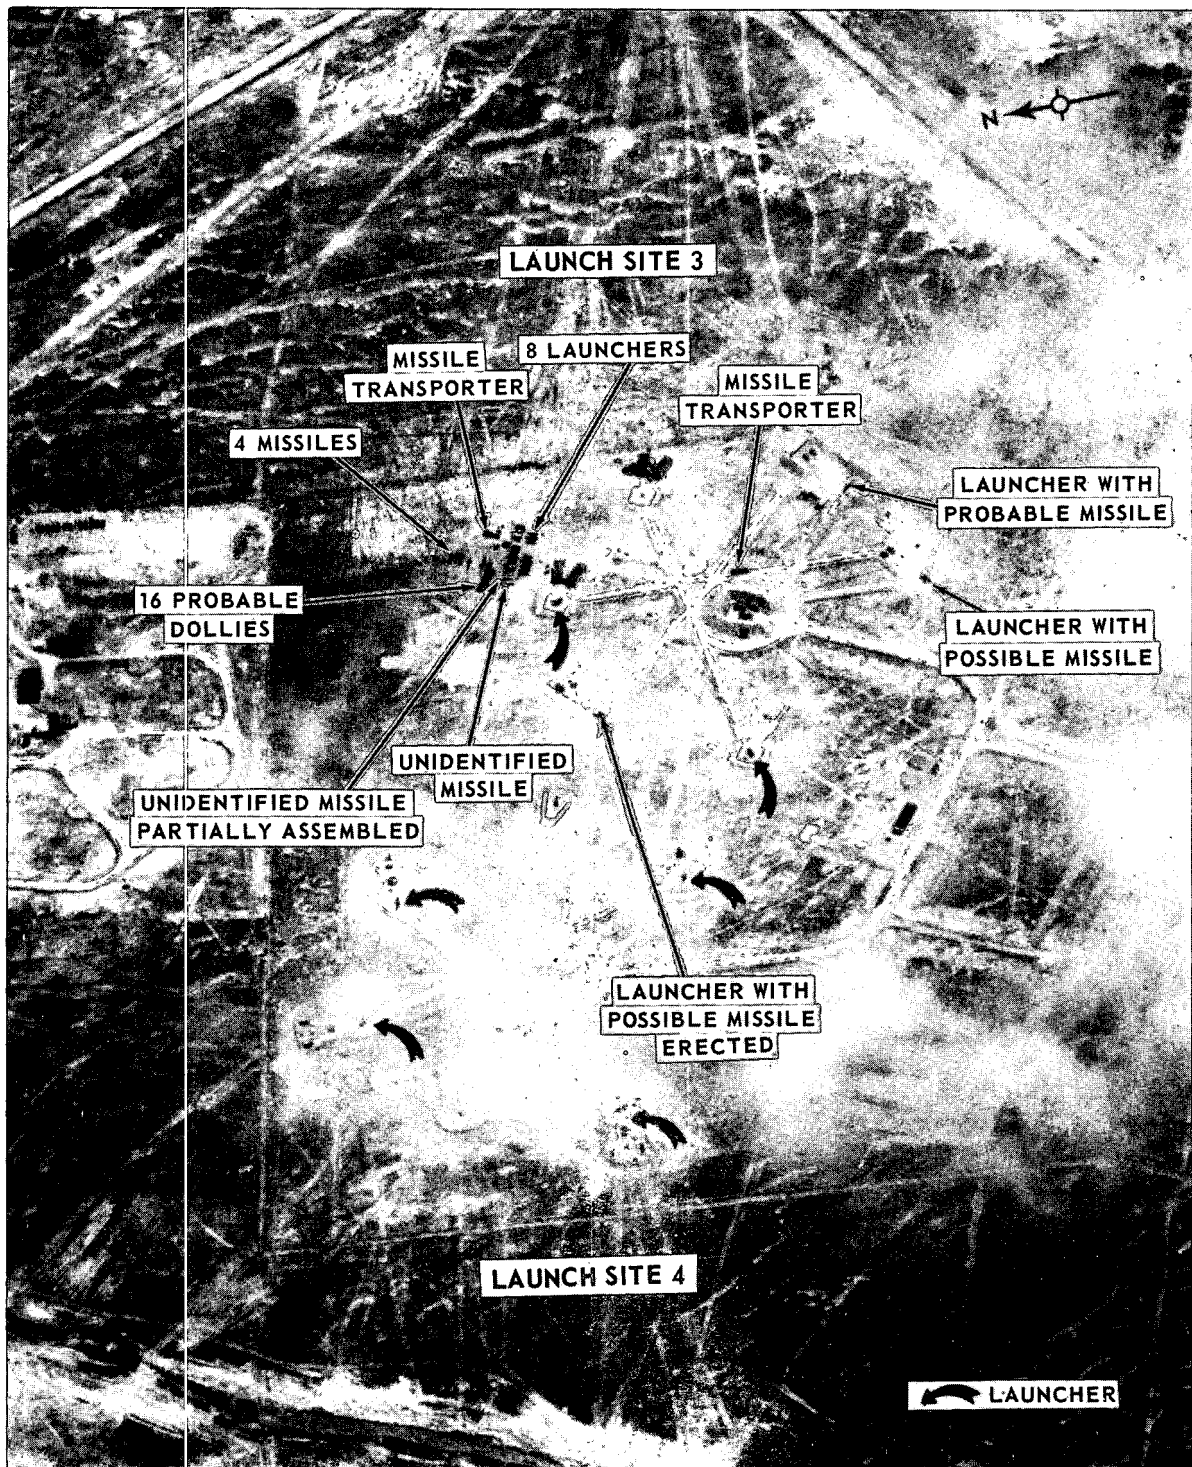 N
LAUNCH SITE 3
8 LAUNCHERS
MISSILE
TRANSPORTER
MISSILE
TRANSPORTER
4 MISSILES
LAUNCHER WITH
PROBABLE MISSILE
16 PROBABLE
DOLLIES
LAUNCHER WITH
POSSIBLE MISSILE
UNIDENTIFIED
MISSILE
UNIDENTIFIED MISSILE
PARTIALLY ASSEMBLED
LAUNCHER WITH
POSSIBLE MISSILE
ERECTED
LAUNCH SITE 4
LAUNCHER